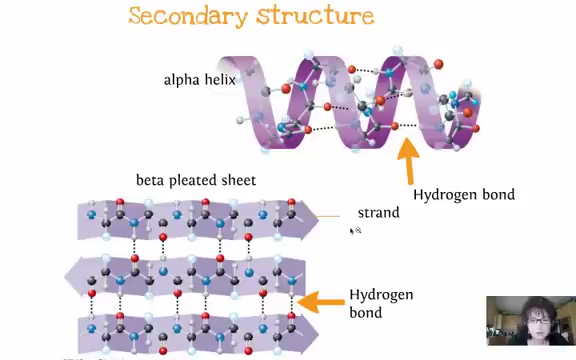 Secondary structure
alpha helix
Hydrogen bond
beta pleated sheet
strand
Hydrogen
bond